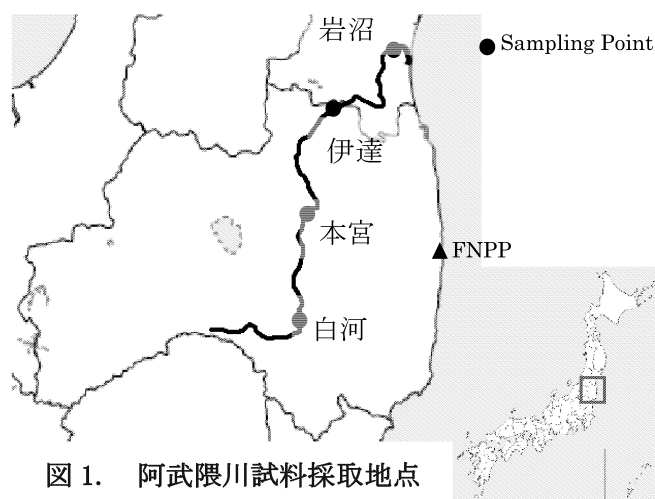 岩沼
Sampling Point
伊達
本宮
FNPP
白河
図 1. 阿武隈川試料採取地点